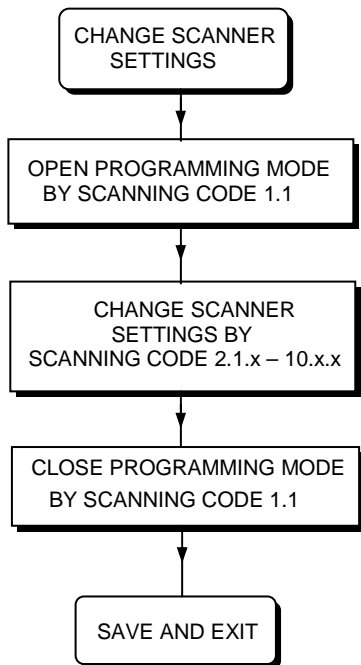 CHANGE SCANNER
SETTINGS
OPEN PROGRAMMING MODE
BY SCANNING CODE 1.1
CHANGE SCANNER
SETTINGS BY
SCANNING CODE 2.1.x – 10.x.x
CLOSE PROGRAMMING MODE
BY SCANNING CODE 1.1
SAVE AND EXIT